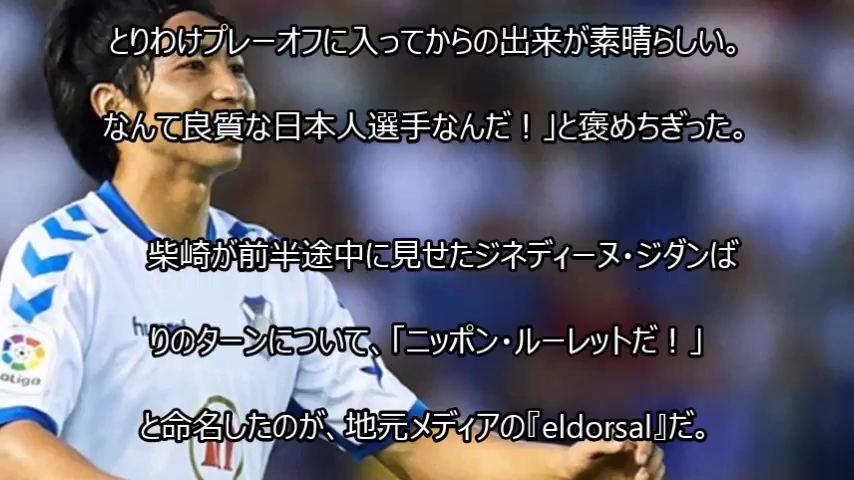 とりわけプレーオフに入ってからの出来が素晴らしい。
なんて良質な日本人選手なんだ！」と褒めちぎった。
柴崎が前半途中に見せたジネディーヌ・ジダンば
りのターンについて、「ニッポン・ルーレットだ！」
と命名したのが、地元メディアの『eldorsal』だ。
hummel
aLiga